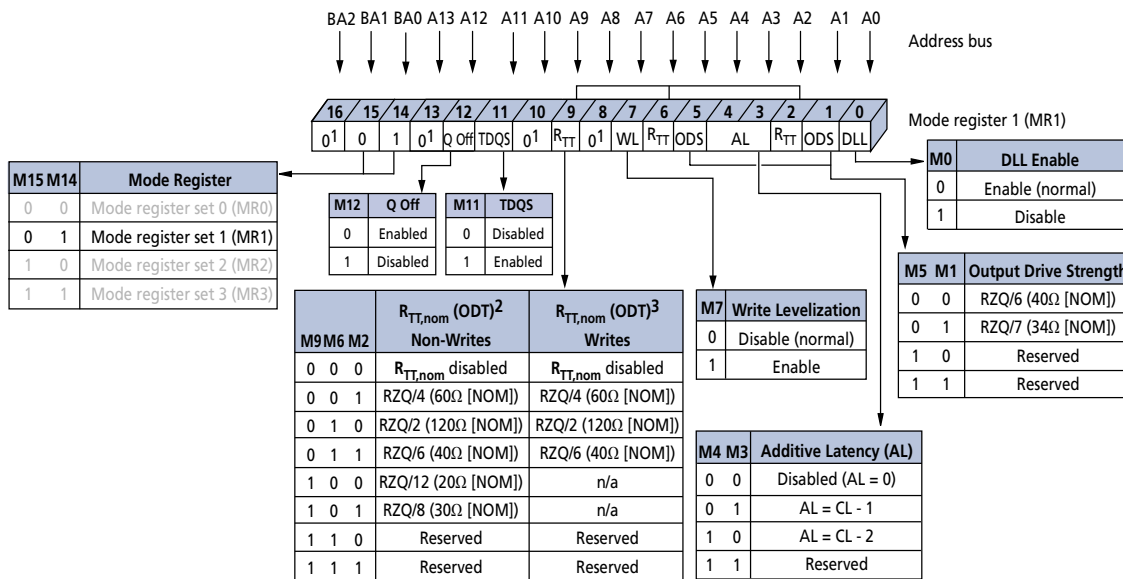 BA2 BA1 BA0 A13 A12 A11 A10 A9 A8 A7 A6 A5 A4 A3 A2 A1 A0
Address bus
16 15 14 13 12 11 10 9 8 7 6 5 4 3 2 1 0
Mode register 1 (MR1)
0¹ 0 1 0¹ Q Off TDQS 0¹ RTT 0¹ WL RTT ODS AL RTT ODS DLL
M15 M14 Mode Register
0 0 Mode register set 0 (MR0)
0 1 Mode register set 1 (MR1)
1 0 Mode register set 2 (MR2)
1 1 Mode register set 3 (MR3)
M12 Q Off
0 Enabled
1 Disabled
M11 TDQS
0 Disabled
1 Enabled
M0 DLL Enable
0 Enable (normal)
1 Disable
M5 M1 Output Drive Strength
0 0 RZQ/6 (40Ω [NOM])
0 1 RZQ/7 (34Ω [NOM])
1 0 Reserved
1 1 Reserved
M9 M6 M2 RTT,nom (ODT)² Non-Writes RTT,nom (ODT)³ Writes
0 0 0 RTT,nom disabled RTT,nom disabled
0 0 1 RZQ/4 (60Ω [NOM]) RZQ/4 (60Ω [NOM])
0 1 0 RZQ/2 (120Ω [NOM]) RZQ/2 (120Ω [NOM])
0 1 1 RZQ/6 (40Ω [NOM]) RZQ/6 (40Ω [NOM])
1 0 0 RZQ/12 (20Ω [NOM]) n/a
1 0 1 RZQ/8 (30Ω [NOM]) n/a
1 1 0 Reserved Reserved
1 1 1 Reserved Reserved
M7 Write Levelization
0 Disable (normal)
1 Enable
M4 M3 Additive Latency (AL)
0 0 Disabled (AL = 0)
0 1 AL = CL - 1
1 0 AL = CL - 2
1 1 Reserved